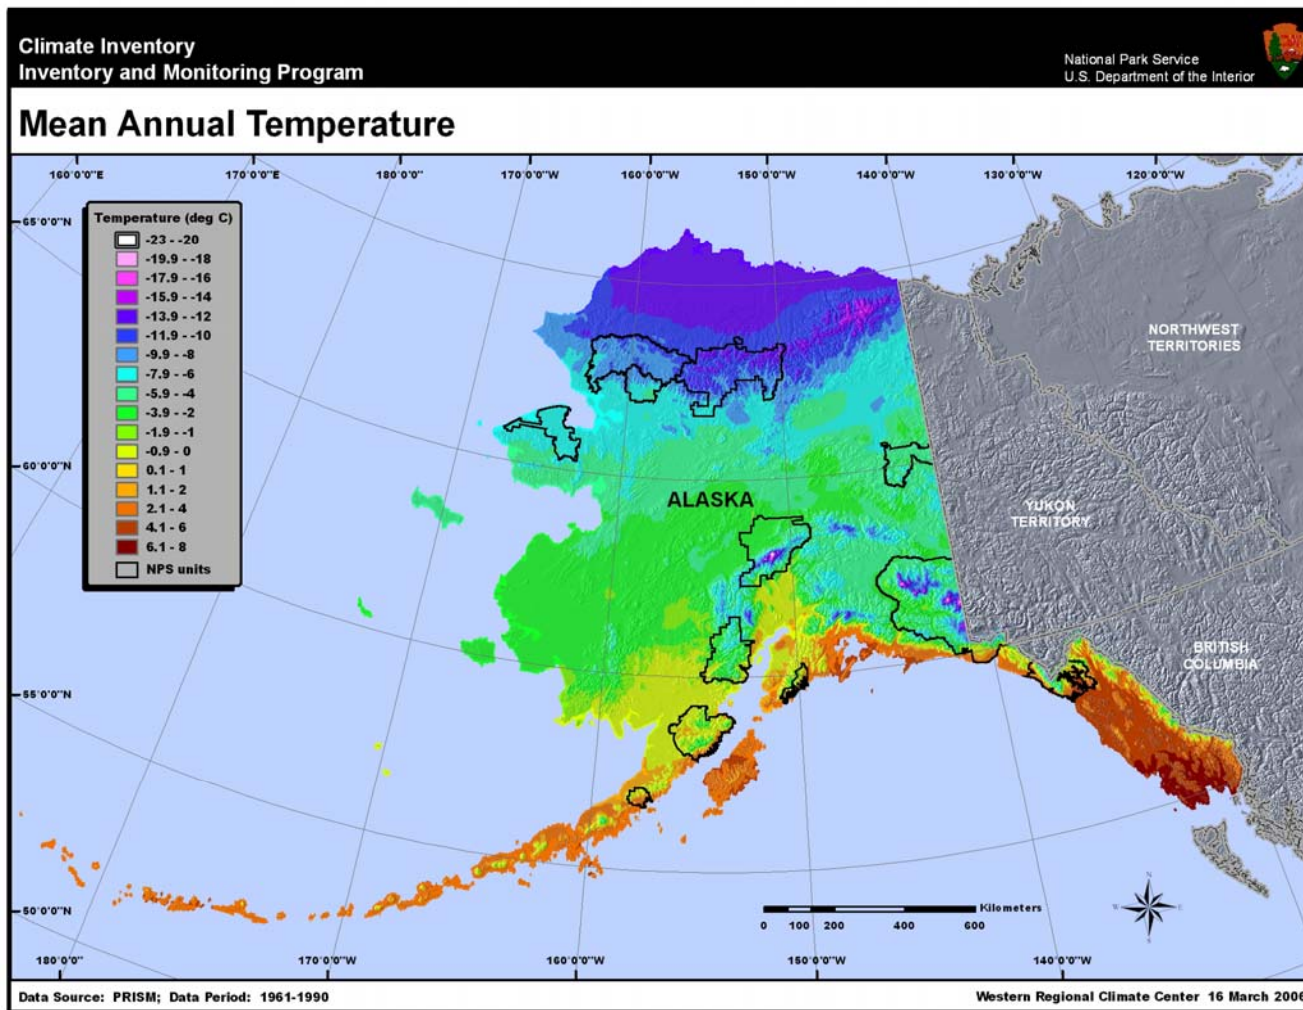 Climate Inventory
Inventory and Monitoring Program
National Park Service
U.S. Department of the Interior
Mean Annual Temperature
160°0'0"E
170°0'0"E
180°0'0"
170°0'0"W
160°0'0"W
150°0'0"W
140°0'0"W
130°0'0"W
120°0'0"W
65°0'0"N
60°0'0"N
55°0'0"N
50°0'0"N
Temperature (deg C)
-23 - -20
-19.9 - -18
-17.9 - -16
-15.9 - -14
-13.9 - -12
-11.9 - -10
-9.9 - -8
-7.9 - -6
-5.9 - -4
-3.9 - -2
-1.9 - -1
-0.9 - 0
0.1 - 1
1.1 - 2
2.1 - 4
4.1 - 6
6.1 - 8
NPS units
NORTHWEST
TERRITORIES
ALASKA
YUKON
TERRITORY
BRITISH
COLUMBIA
Kilometers
0 100 200 400 600
N
W E
S
180°0'0"
170°0'0"W
160°0'0"W
150°0'0"W
140°0'0"W
Data Source: PRISM; Data Period: 1961-1990
Western Regional Climate Center 16 March 2006